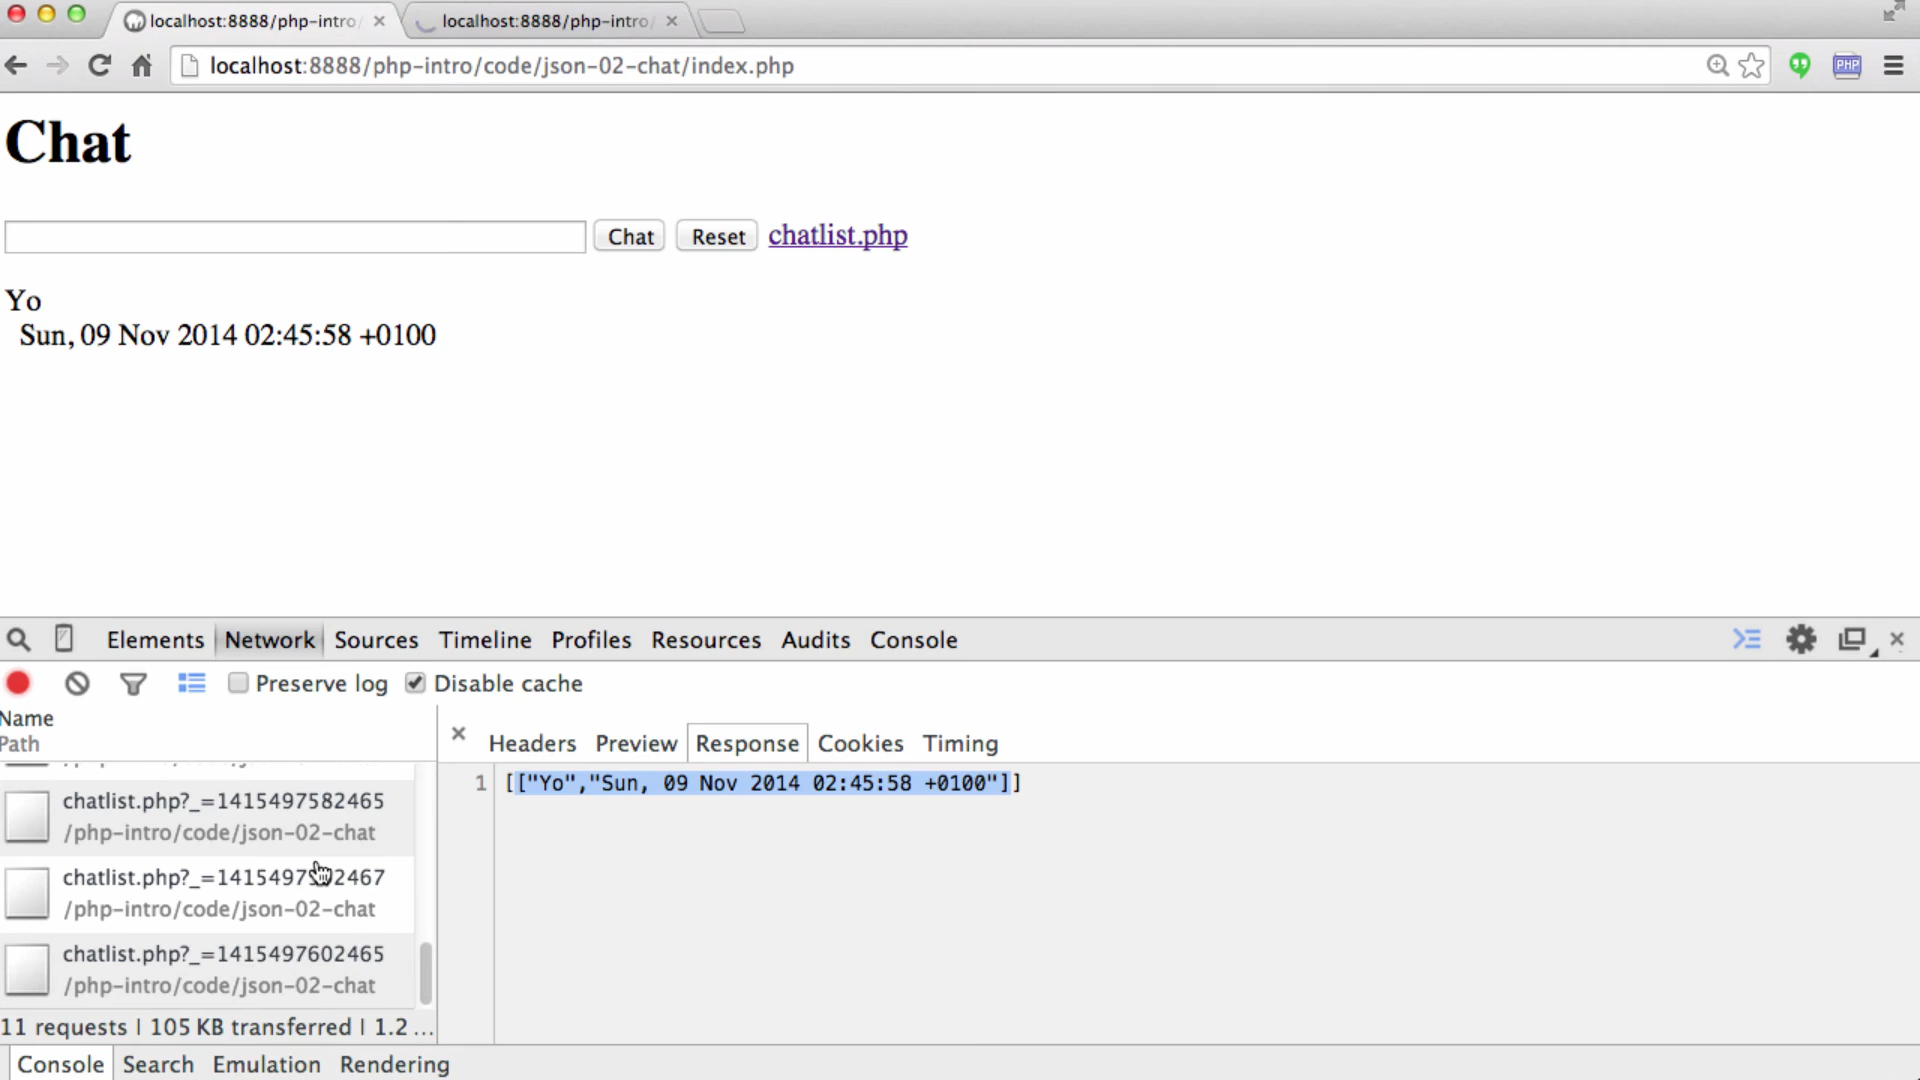 localhost:8888/php-intro/
localhost:8888/php-intro/
localhost:8888/php-intro/code/json-02-chat/index.php
PHP
Chat
Chat
Reset
chatlist.php
Yo
Sun, 09 Nov 2014 02:45:58 +0100
Elements Network Sources Timeline Profiles Resources Audits Console
Preserve log
Disable cache
Name
Path
Headers Preview Response Cookies Timing
1 [["Yo","Sun, 09 Nov 2014 02:45:58 +0100"]]
chatlist.php?_=1415497582465
/php-intro/code/json-02-chat
/php-intro/code/json-02-chat
chatlist.php?_=1415497602465
/php-intro/code/json-02-chat
11 requests | 105 KB transferred | 1.2 ...
Console Search Emulation Rendering